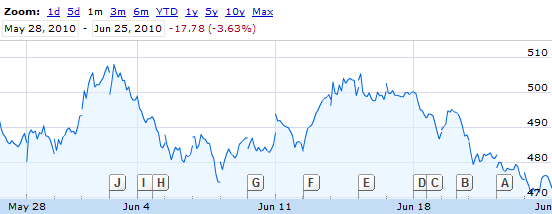 Zoom: 1d 5d 1m 3m 6m YTD 1y 5y 10y Max
May 28, 2010 - Jun 25, 2010 -17.78 (-3.63%)
510
500
490
480
470
J I H G F E D C B A
May 28 Jun 4 Jun 11 Jun 18 Jun